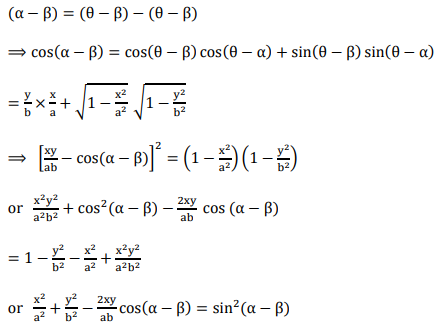 (α − β) = (θ − β) − (θ − β)
⟹ cos(α − β) = cos(θ − β) cos(θ − α) + sin(θ − β) sin(θ − α)
= y/b × x/a + √(1 − x²/a²) √(1 − y²/b²)
⟹ [xy/ab − cos(α − β)]² = (1 − x²/a²)(1 − y²/b²)
or x²y²/a²b² + cos²(α − β) − 2xy/ab cos (α − β)
= 1 − y²/b² − x²/a² + x²y²/a²b²
or x²/a² + y²/b² − 2xy/ab cos(α − β) = sin²(α − β)